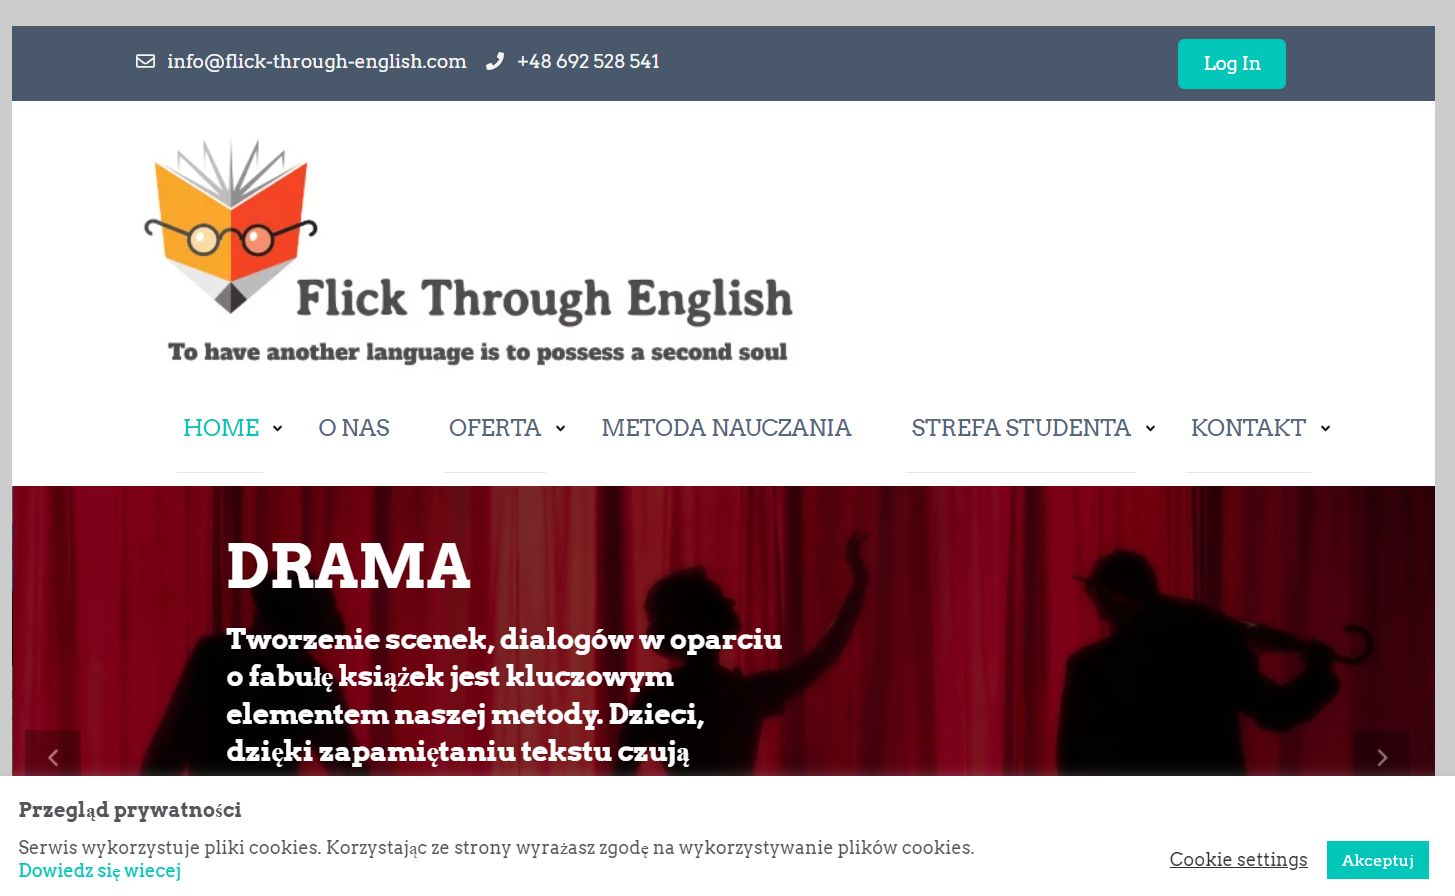 info@flick-through-english.com +48 692 528 541 Log In
Flick Through English
To have another language is to possess a second soul
HOME O NAS OFERTA METODA NAUCZANIA STREFA STUDENTA KONTAKT
DRAMA
Tworzenie scenek, dialogów w oparciu
o fabułę książek jest kluczowym
elementem naszej metody. Dzieci,
dzięki zapamiętaniu tekstu czują
Przegląd prywatności
Serwis wykorzystuje pliki cookies. Korzystając ze strony wyrażasz zgodę na wykorzystywanie plików cookies.
Dowiedz się wiecej
Cookie settings Akceptuj